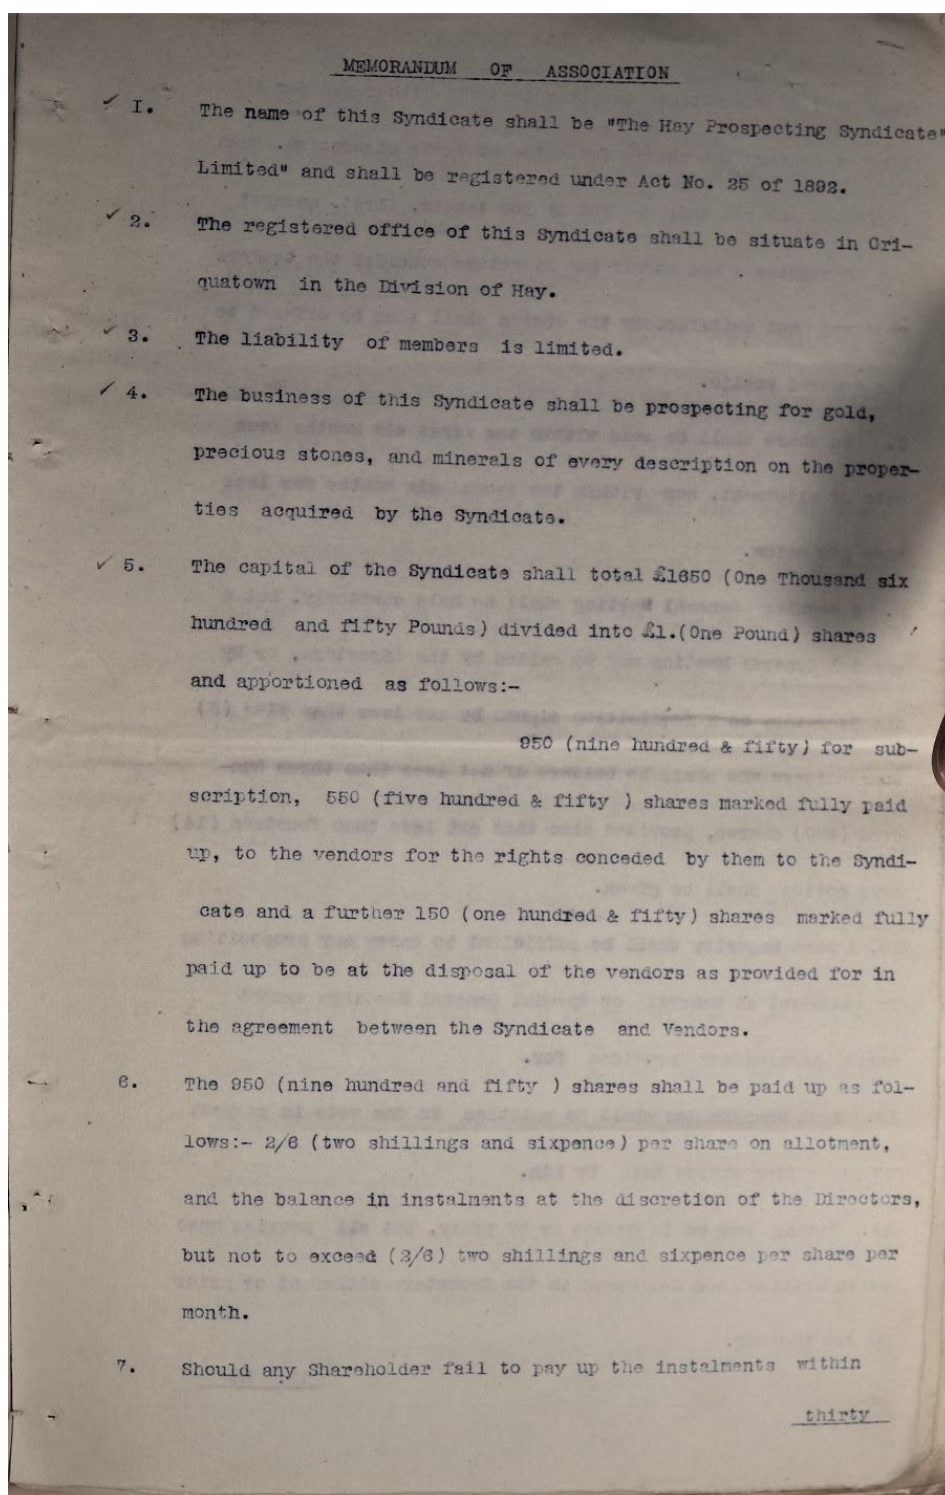 MEMORANDUM OF ASSOCIATION
I. The name of this Syndicate shall be "The Hay Prospecting Syndicate"
Limited" and shall be registered under Act No. 25 of 1892.
2. The registered office of this Syndicate shall be situate in Gri-
quatown in the Division of Hay.
3. The liability of members is limited.
4. The business of this Syndicate shall be prospecting for gold,
precious stones, and minerals of every description on the proper-
ties acquired by the Syndicate.
5. The capital of the Syndicate shall total £1650 (One Thousand six
hundred and fifty Pounds) divided into £1.(One Pound) shares
and apportioned as follows:-
950 (nine hundred & fifty) for sub-
scription, 550 (five hundred & fifty ) shares marked fully paid
up, to the vendors for the rights conceded by them to the Syndi-
cate and a further 150 (one hundred & fifty) shares marked fully
paid up to be at the disposal of the vendors as provided for in
the agreement between the Syndicate and Vendors.
6. The 950 (nine hundred and fifty ) shares shall be paid up as fol-
lows:- 2/6 (two shillings and sixpence) per share on allotment,
and the balance in instalments at the discretion of the Directors,
but not to exceed (2/6) two shillings and sixpence per share per
month.
7. Should any Shareholder fail to pay up the instalments within
thirty